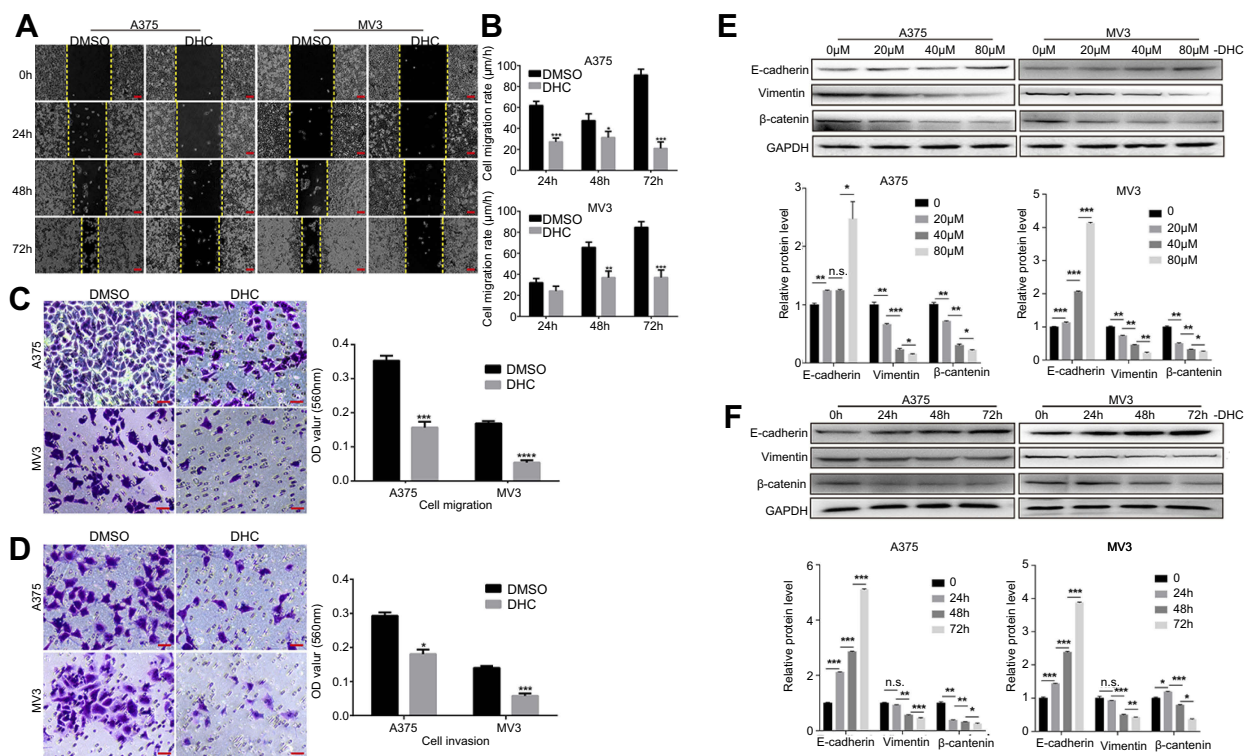 A
A375
MV3
DMSO
DHC
DMSO
DHC
0h
24h
48h
72h
B
A375
Cell migration rate (μm/h)
100
80
60
40
20
0
DMSO
DHC
***
*
***
24h
48h
72h
MV3
Cell migration rate (μm/h)
100
80
60
40
20
0
DMSO
DHC
**
***
24h
48h
72h
C
DMSO
DHC
A375
MV3
OD valur (560nm)
0.4
0.3
0.2
0.1
0.0
DMSO
DHC
***
****
A375
MV3
Cell migration
D
DMSO
DHC
A375
MV3
OD valur (560nm)
0.4
0.3
0.2
0.1
0.0
DMSO
DHC
*
***
A375
MV3
Cell invasion
E
A375
MV3
0μM 20μM 40μM 80μM
0μM 20μM 40μM 80μM -DHC
E-cadherin
Vimentin
β-catenin
GAPDH
A375
Relative protein level
3
2
1
0
0
20μM
40μM
80μM
** n.s. *
** *** *
** ** *
E-cadherin Vimentin β-cantenin
MV3
Relative protein level
5
4
3
2
1
0
0
20μM
40μM
80μM
*** *** ***
** ** **
** ** *
E-cadherin Vimentin β-cantenin
F
A375
MV3
0h 24h 48h 72h
0h 24h 48h 72h -DHC
E-cadherin
Vimentin
β-catenin
GAPDH
A375
Relative protein level
6
4
2
0
0
24h
48h
72h
*** *** ***
n.s. ** ***
** ** *
E-cadherin Vimentin β-cantenin
MV3
Relative protein level
5
4
3
2
1
0
0
24h
48h
72h
*** *** ***
n.s. *** **
* *** *
E-cadherin Vimentin β-cantenin